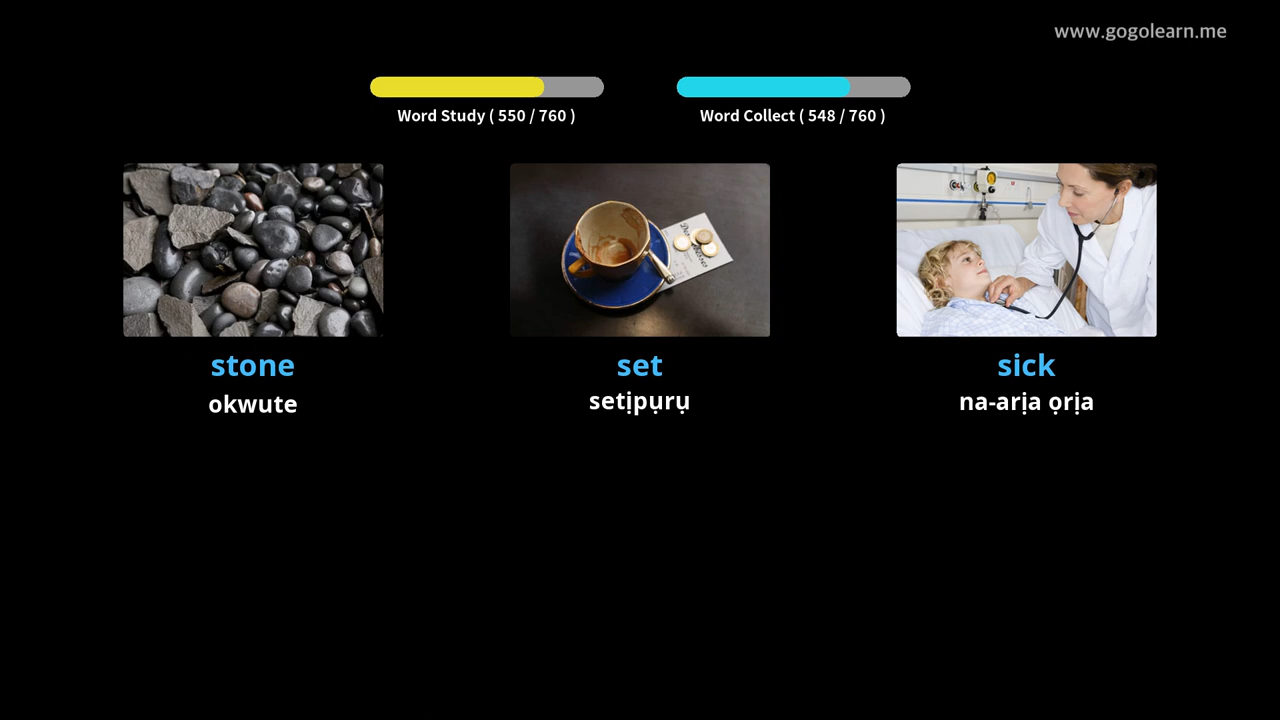 www.gogolearn.me
Word Study ( 550 / 760 )
Word Collect ( 548 / 760 )
stone
okwute
set
setịpụrụ
sick
na-arịa ọrịa